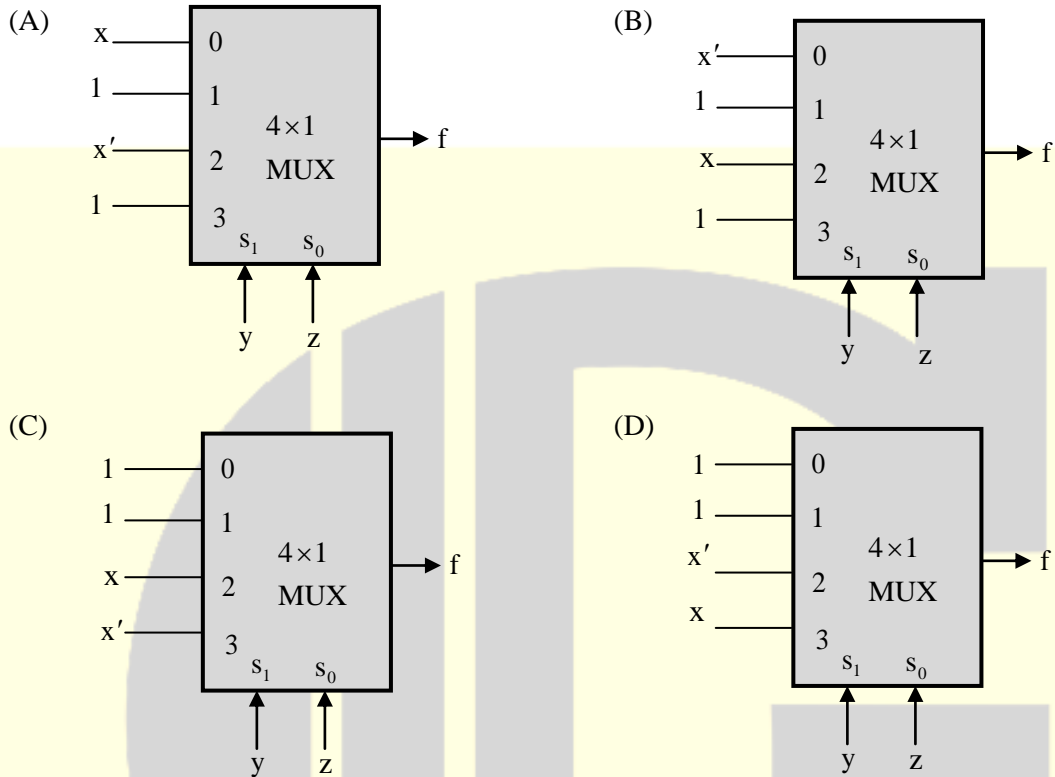 (A)
x 0
1 1
x′ 2
1 3
4×1
MUX
f
s₁ s₀
y z
(B)
x′ 0
1 1
x 2
1 3
4×1
MUX
f
s₁ s₀
y z
(C)
1 0
1 1
x 2
x′ 3
4×1
MUX
f
s₁ s₀
y z
(D)
1 0
1 1
x′ 2
x 3
4×1
MUX
f
s₁ s₀
y z